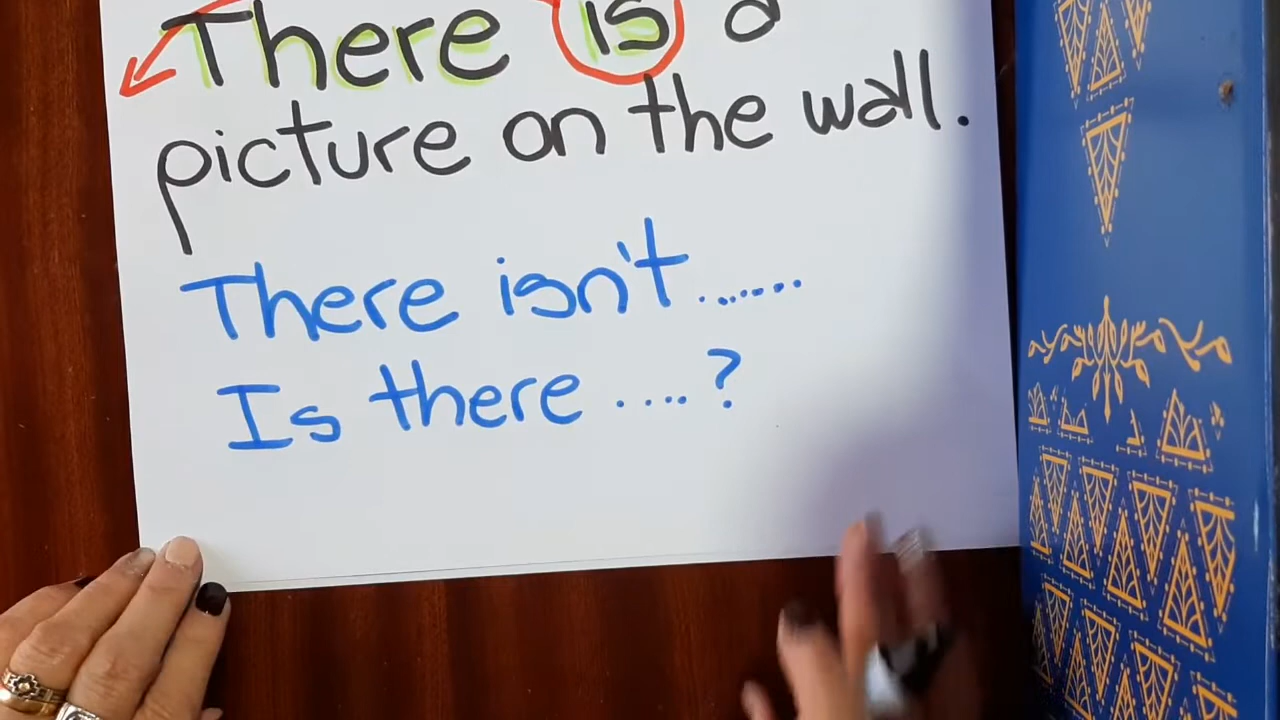 There is a
picture on the wall.
There isn't.......
Is there ....?